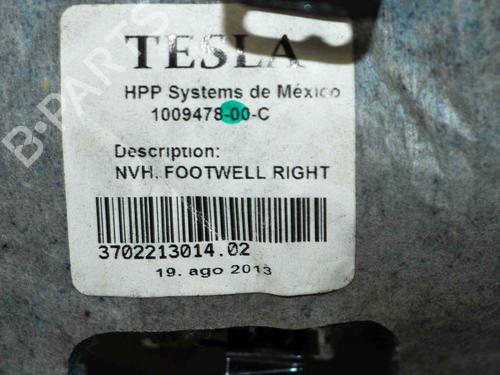 TESLA
HPP Systems de México
1009478-00-C
Description:
NVH. FOOTWELL RIGHT
3702213014.02
19. ago 2013
B-PARTS